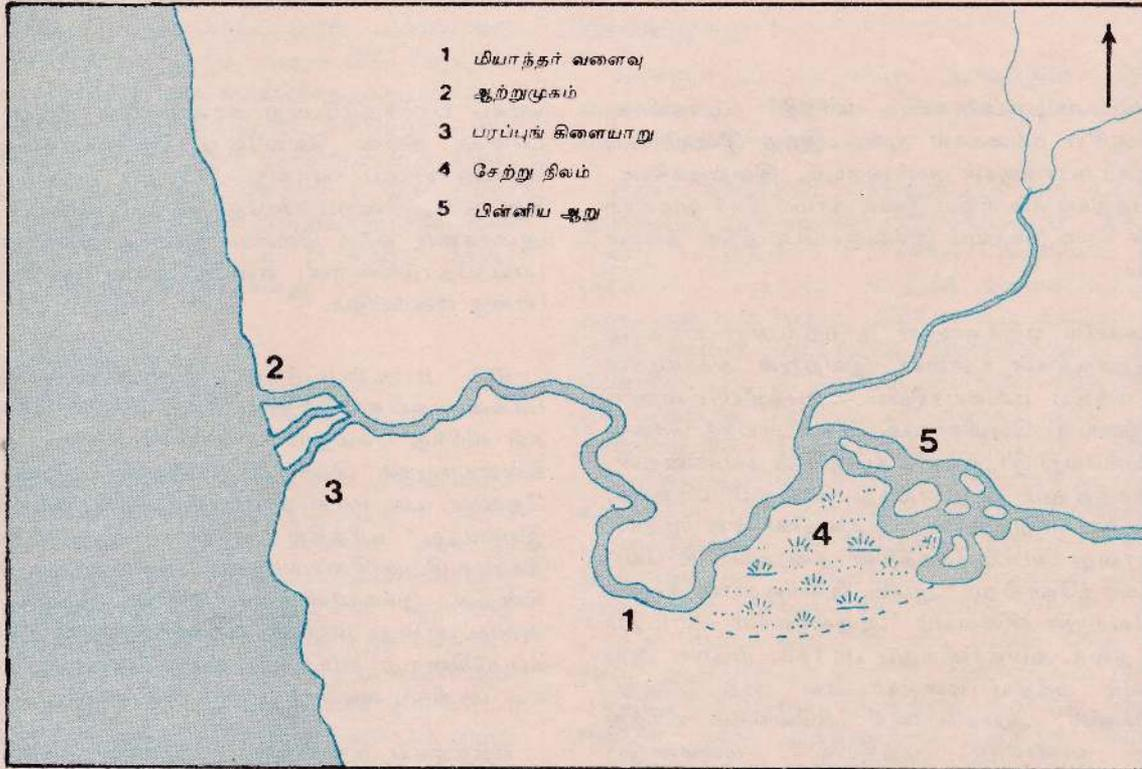 1 மியாந்தர் வளைவு
2 ஆற்றுமுகம்
3 பரப்புங் கிளையாறு
4 சேற்று நிலம்
5 பின்னிய ஆறு
2
3
1
4
5